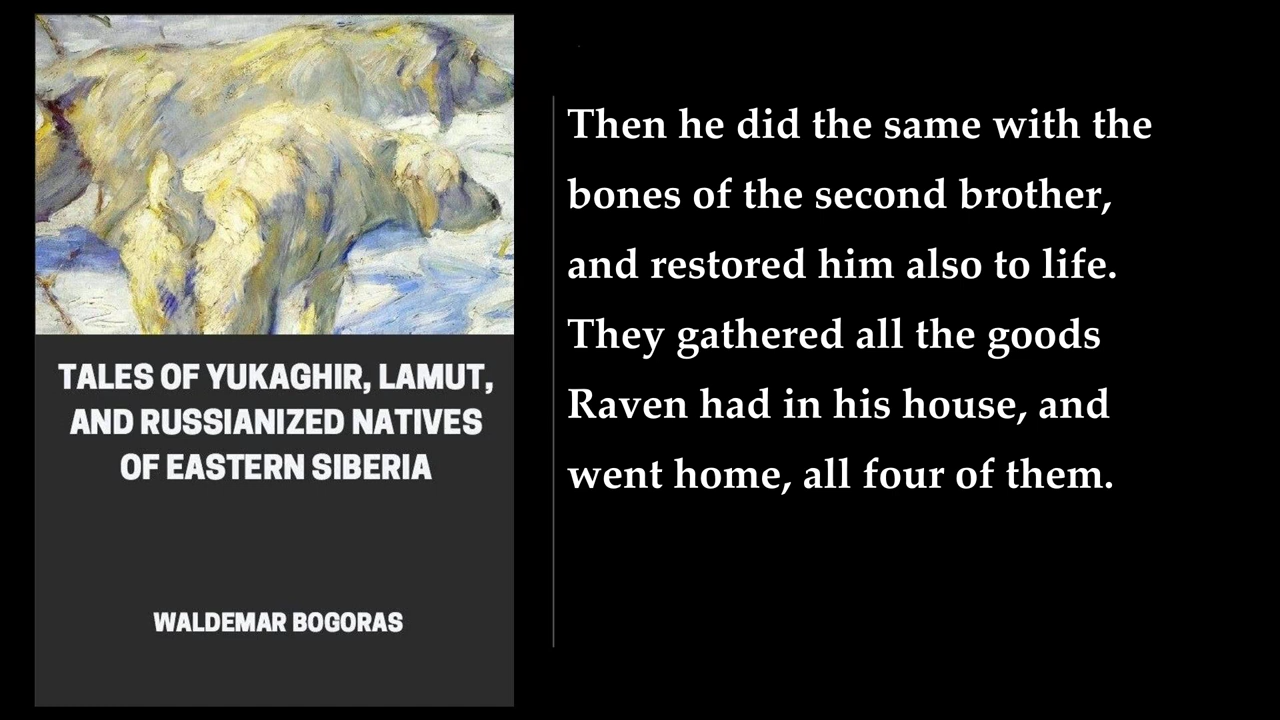 TALES OF YUKAGHIR, LAMUT,
AND RUSSIANIZED NATIVES
OF EASTERN SIBERIA
WALDEMAR BOGORAS
Then he did the same with the
bones of the second brother,
and restored him also to life.
They gathered all the goods
Raven had in his house, and
went home, all four of them.